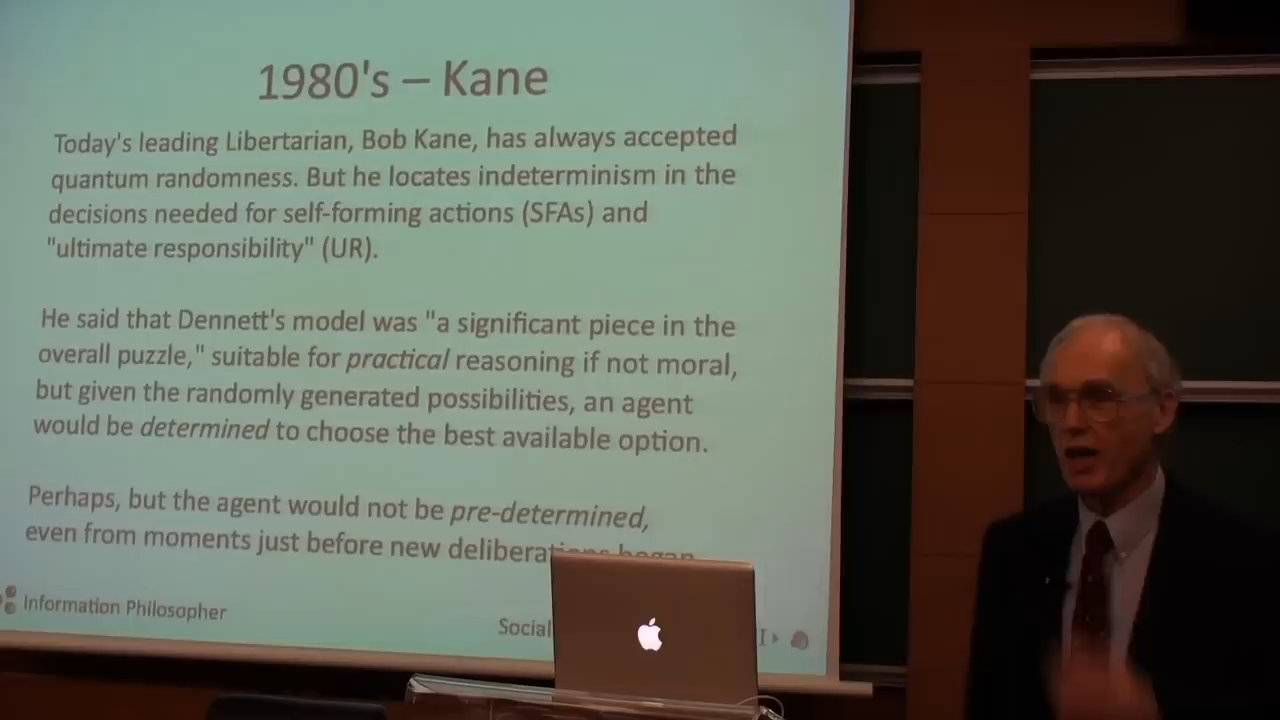 1980's – Kane
Today's leading Libertarian, Bob Kane, has always accepted
quantum randomness. But he locates indeterminism in the
decisions needed for self-forming actions (SFAs) and
"ultimate responsibility" (UR).
He said that Dennett's model was "a significant piece in the
overall puzzle," suitable for practical reasoning if not moral,
but given the randomly generated possibilities, an agent
would be determined to choose the best available option.
Perhaps, but the agent would not be pre-determined,
even from moments just before new deliberations began
Information Philosopher
Social